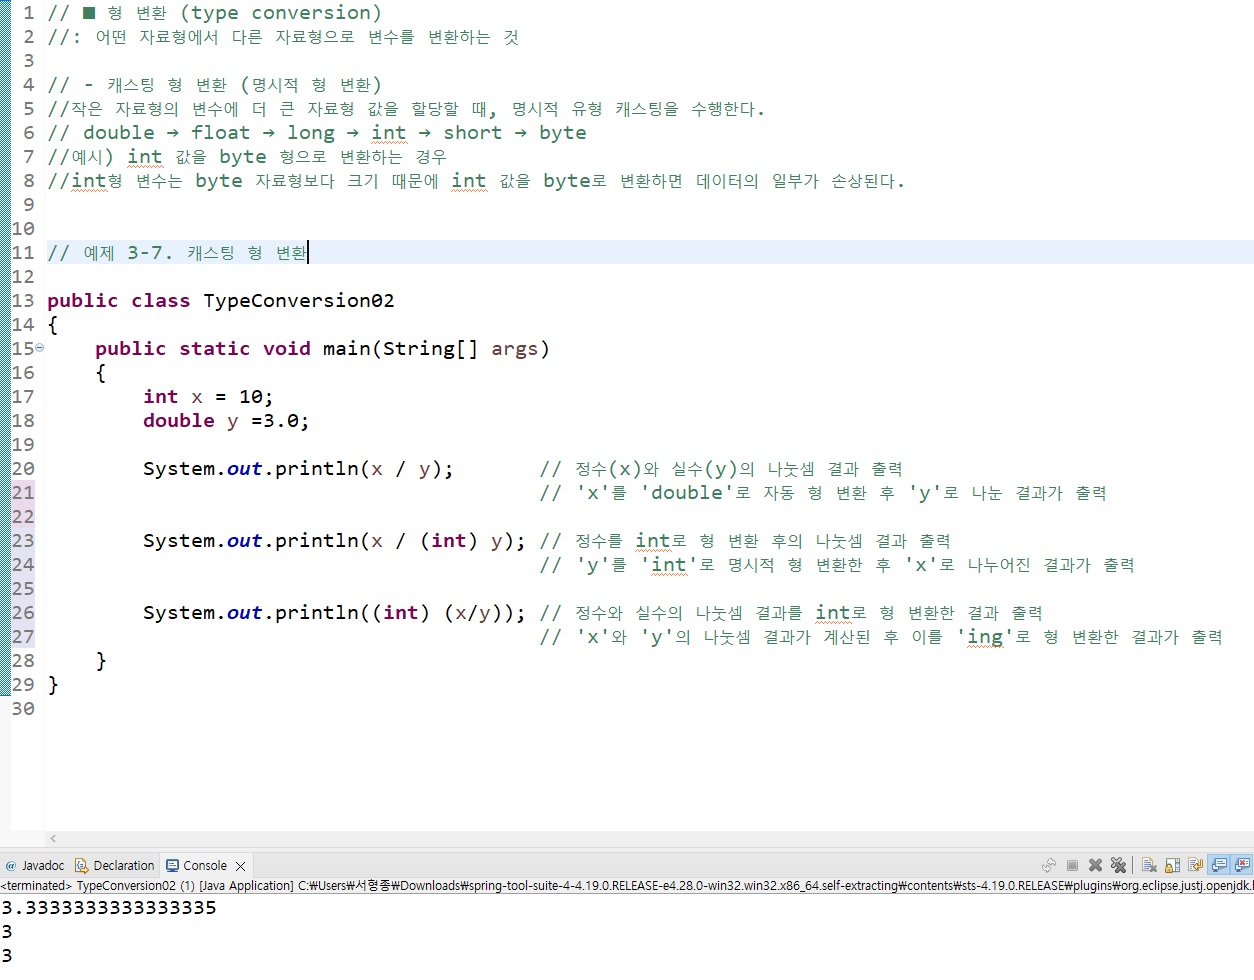 1 // ■ 형 변환 (type conversion)
2 //: 어떤 자료형에서 다른 자료형으로 변수를 변환하는 것
3
4 // - 캐스팅 형 변환 (명시적 형 변환)
5 //작은 자료형의 변수에 더 큰 자료형 값을 할당할 때, 명시적 유형 캐스팅을 수행한다.
6 // double → float → long → int → short → byte
7 //예시) int 값을 byte 형으로 변환하는 경우
8 //int형 변수는 byte 자료형보다 크기 때문에 int 값을 byte로 변환하면 데이터의 일부가 손상된다.
9
10
11 // 예제 3-7. 캐스팅 형 변환
12
13 public class TypeConversion02
14 {
15 public static void main(String[] args)
16 {
17 int x = 10;
18 double y =3.0;
19
20 System.out.println(x / y); // 정수(x)와 실수(y)의 나눗셈 결과 출력
21 // 'x'를 'double'로 자동 형 변환 후 'y'로 나눈 결과가 출력
22
23 System.out.println(x / (int) y); // 정수를 int로 형 변환 후의 나눗셈 결과 출력
24 // 'y'를 'int'로 명시적 형 변환한 후 'x'로 나누어진 결과가 출력
25
26 System.out.println((int) (x/y)); // 정수와 실수의 나눗셈 결과를 int로 형 변환한 결과 출력
27 // 'x'와 'y'의 나눗셈 결과가 계산된 후 이를 'ing'로 형 변환한 결과가 출력
28 }
29 }
30
@ Javadoc Declaration Console
<terminated> TypeConversion02 (1) [Java Application] C:₩Users₩서형종₩Downloads₩spring-tool-suite-4-4.19.0.RELEASE-e4.28.0-win32.win32.x86_64.self-extracting₩contents₩sts-4.19.0.RELEASE₩plugins₩org.eclipse.justj.openjdk.
3.3333333333333335
3
3